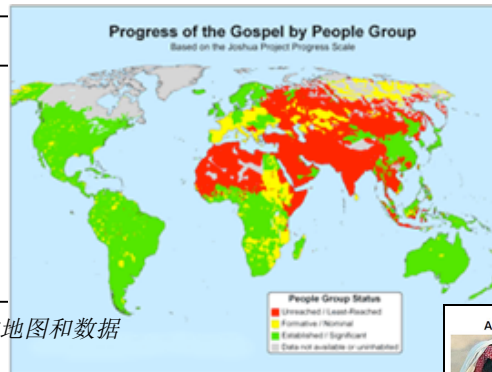 Progress of the Gospel by People Group
Based on the Joshua Project Progress Scale
People Group Status
Unreached / Least-Reached
Formative / Nominal
Established / Significant
Data not available or uninhabited
地图和数据
A